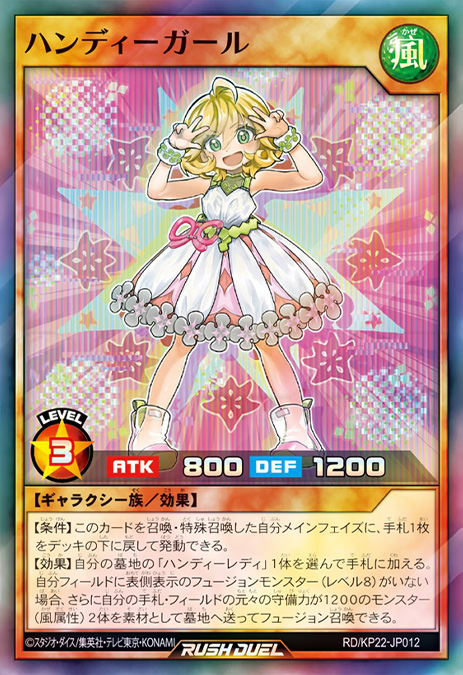 ハンディーガール
かぜ
風
LEVEL
3
ATK 800 DEF 1200
【ギャラクシー族／効果】
【条件】このカードを召喚・特殊召喚した自分メインフェイズに、手札1枚
をデッキの下に戻して発動できる。
【効果】自分の墓地の「ハンディーレディ」1体を選んで手札に加える。
自分フィールドに表側表示のフュージョンモンスター（レベル8）がいない
場合、さらに自分の手札・フィールドの元々の守備力が1200のモンスター
（風属性）2体を素材として墓地へ送ってフュージョン召喚できる。
©スタジオ・ダイス/集英社・テレビ東京・KONAMI
RUSH DUEL
RD/KP22-JP012